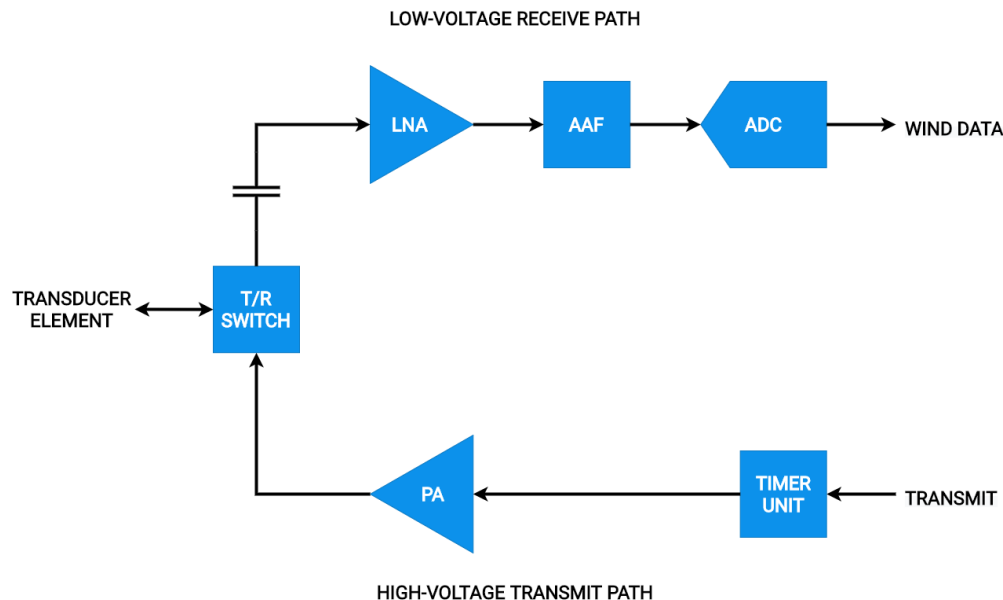 LOW-VOLTAGE RECEIVE PATH
LNA
AAF
ADC
WIND DATA
TRANSDUCER
ELEMENT
T/R
SWITCH
PA
TIMER
UNIT
TRANSMIT
HIGH-VOLTAGE TRANSMIT PATH